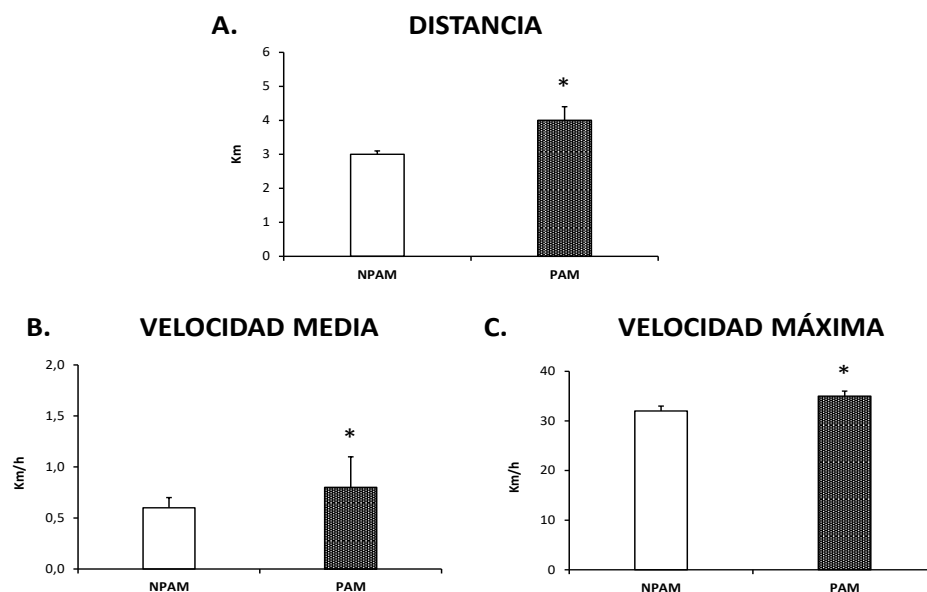 A. DISTANCIA
6
5
*
4
3
2
1
0
Km
NPAM PAM
B. VELOCIDAD MEDIA
2,0
1,5
*
1,0
0,5
0,0
Km/h
NPAM PAM
C. VELOCIDAD MÁXIMA
40
*
30
20
10
0
Km/h
NPAM PAM